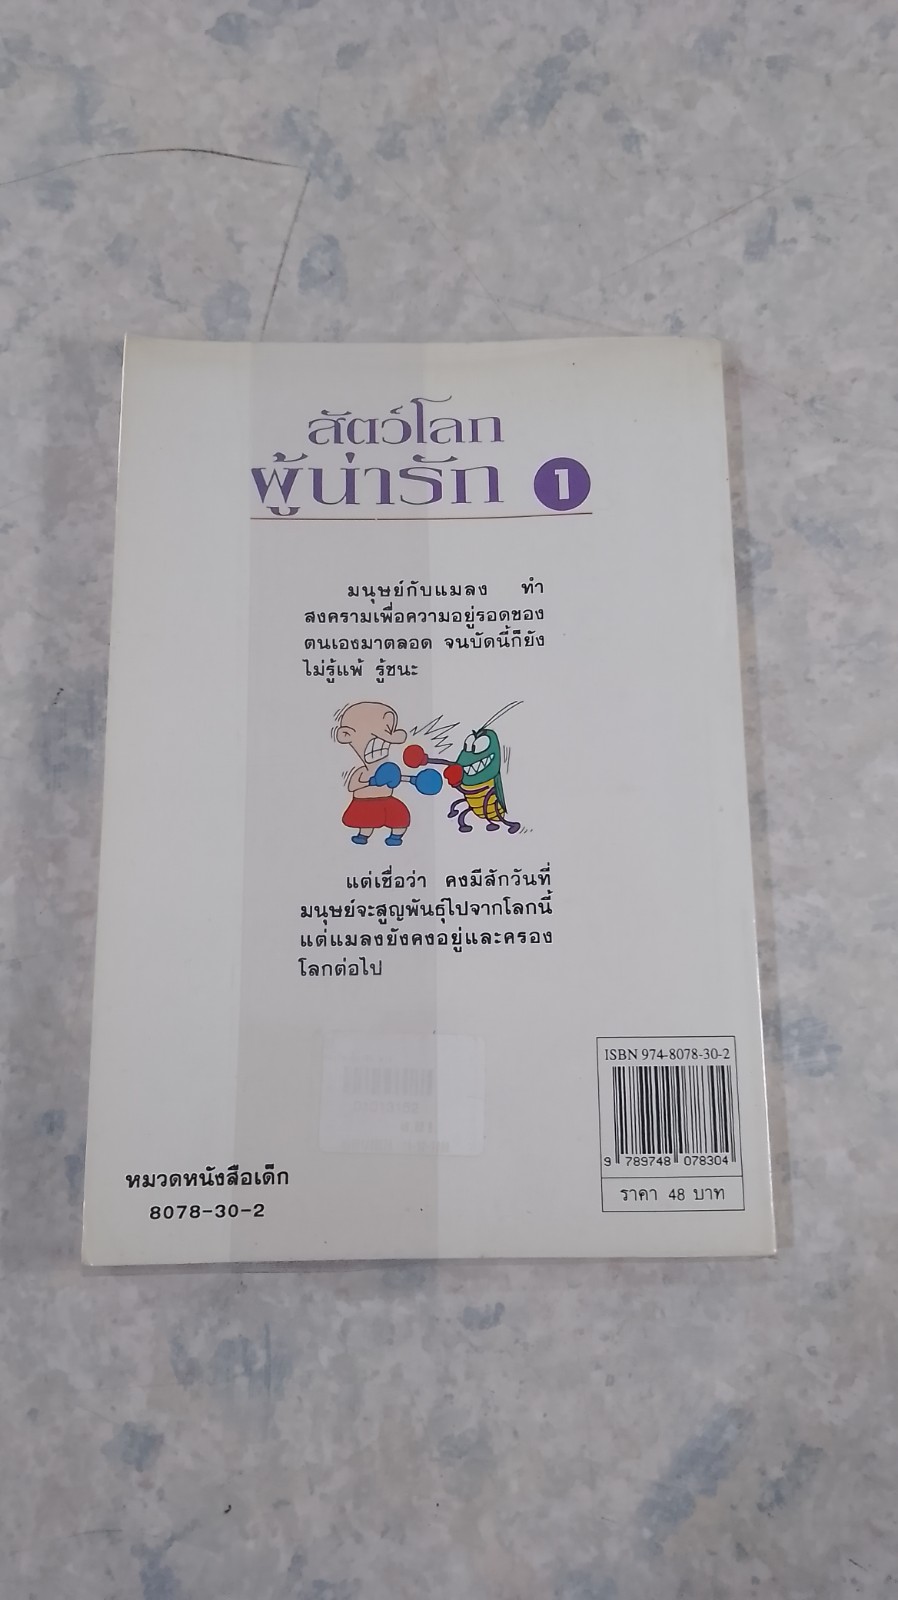 สัตว์โลก
ผู้น่ารัก 1
มนุษย์กับแมลง ทำ
สงครามเพื่อความอยู่รอดของ
ตนเองมาตลอด จนบัดนี้ก็ยัง
ไม่รู้แพ้ รู้ชนะ
แต่เชื่อว่า คงมีสักวันที่
มนุษย์จะสูญพันธุ์ไปจากโลกนี้
แต่แมลงยังคงอยู่และครอง
โลกต่อไป
ISBN 974-8078-30-2
9 789748 078304
ราคา 48 บาท
หมวดหนังสือเด็ก
8078-30-2